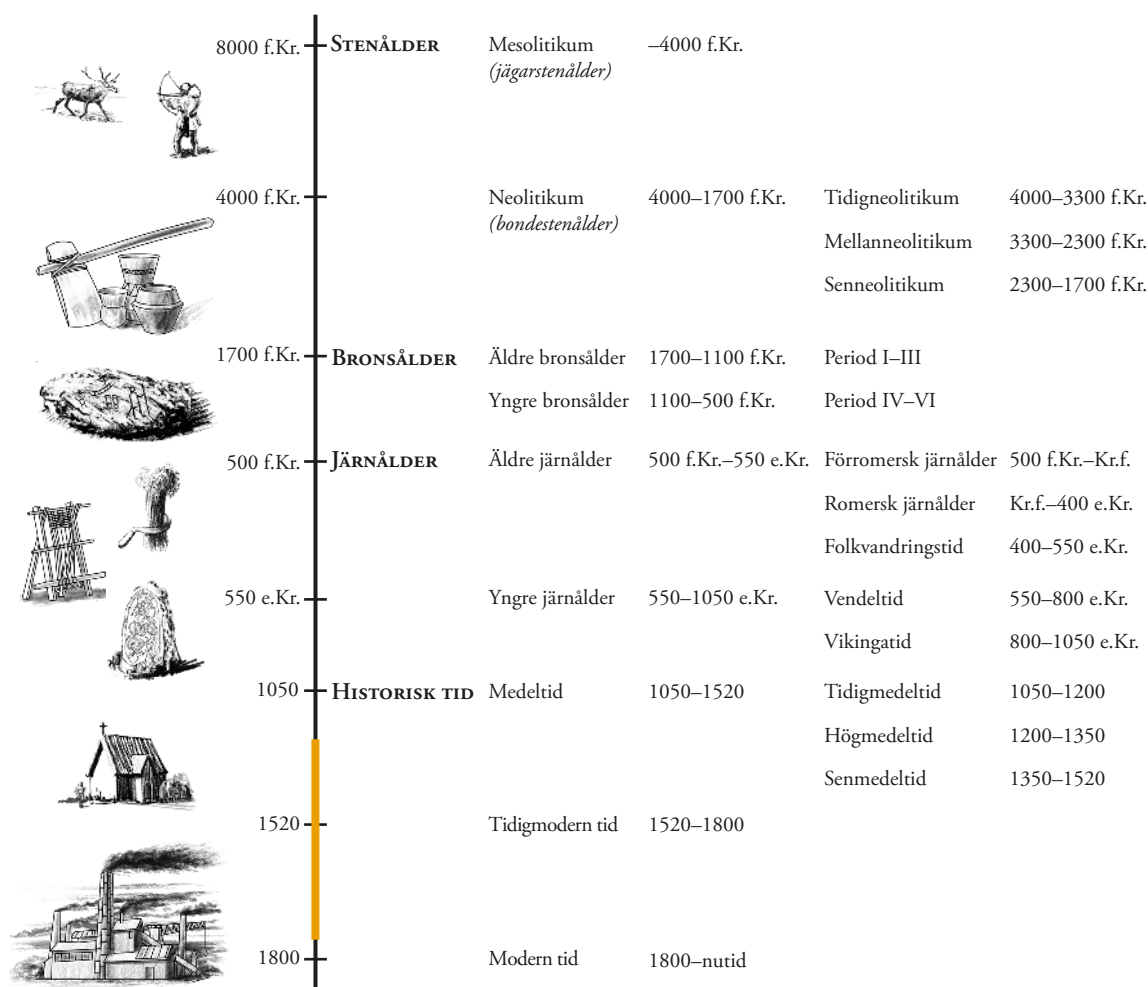 8000 f.Kr. STENÅLDER Mesolitikum –4000 f.Kr.
(jägarstenålder)
4000 f.Kr. Neolitikum 4000–1700 f.Kr. Tidigneolitikum 4000–3300 f.Kr.
(bondestenålder)
Mellanneolitikum 3300–2300 f.Kr.
Senneolitikum 2300–1700 f.Kr.
1700 f.Kr. BRONSÅLDER Äldre bronsålder 1700–1100 f.Kr. Period I–III
Yngre bronsålder 1100–500 f.Kr. Period IV–VI
500 f.Kr. JÄRNÅLDER Äldre järnålder 500 f.Kr.–550 e.Kr. Förromersk järnålder 500 f.Kr.–Kr.f.
Romersk järnålder Kr.f.–400 e.Kr.
Folkvandringstid 400–550 e.Kr.
550 e.Kr. Yngre järnålder 550–1050 e.Kr. Vendeltid 550–800 e.Kr.
Vikingatid 800–1050 e.Kr.
1050 HISTORISK TID Medeltid 1050–1520 Tidigmedeltid 1050–1200
Högmedeltid 1200–1350
Senmedeltid 1350–1520
1520 Tidigmodern tid 1520–1800
1800 Modern tid 1800–nutid